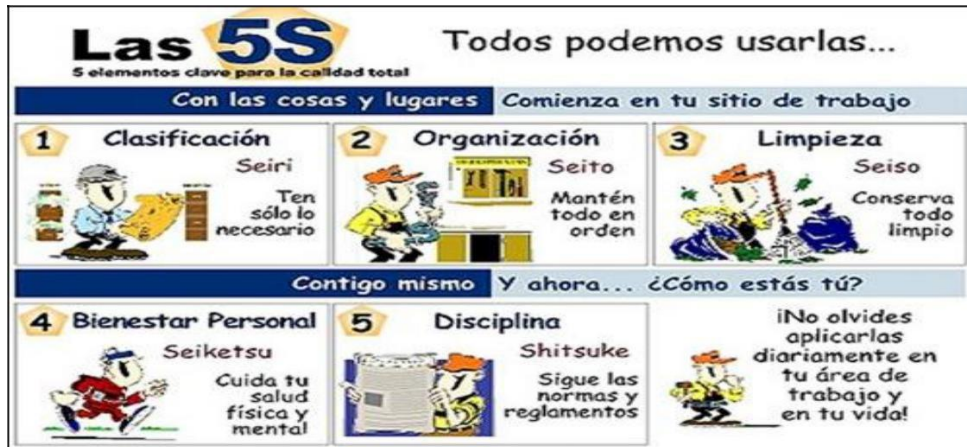 Las 5S
5 elementos clave para la calidad total
Todos podemos usarlas...
Con las cosas y lugares
Comienza en tu sitio de trabajo
1 Clasificación
Seiri
Ten
sólo lo
necesario
2 Organización
Seito
Mantén
todo en
orden
3 Limpieza
Seiso
Conserva
todo
limpio
Contigo mismo
Y ahora... ¿Cómo estás tú?
4 Bienestar Personal
Seiketsu
Cuida tu
salud
física y
mental
5 Disciplina
Shitsuke
Sigue las
normas y
reglamentos
¡No olvides
aplicarlas
diariamente en
tu área de
trabajo y
en tu vida!